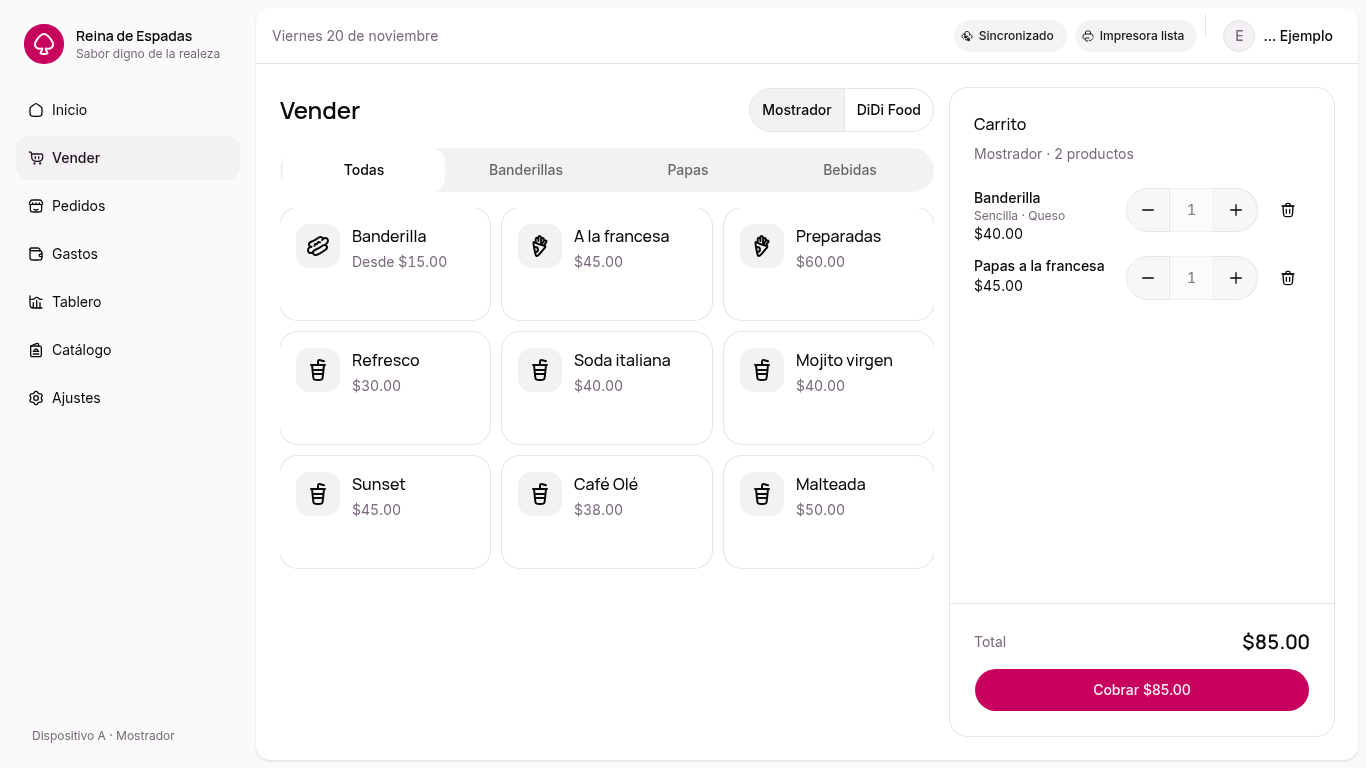 Reina de Espadas
Sabor digno de la realeza
Inicio
Vender
Pedidos
Gastos
Tablero
Catálogo
Ajustes
Dispositivo A · Mostrador
Viernes 20 de noviembre
Sincronizado
Impresora lista
E
... Ejemplo
Vender
Mostrador
DiDi Food
Todas
Banderillas
Papas
Bebidas
Banderilla
Desde $15.00
A la francesa
$45.00
Preparadas
$60.00
Refresco
$30.00
Soda italiana
$40.00
Mojito virgen
$40.00
Sunset
$45.00
Café Olé
$38.00
Malteada
$50.00
Carrito
Mostrador · 2 productos
Banderilla
Sencilla · Queso
$40.00
1
Papas a la francesa
$45.00
1
Total
$85.00
Cobrar $85.00